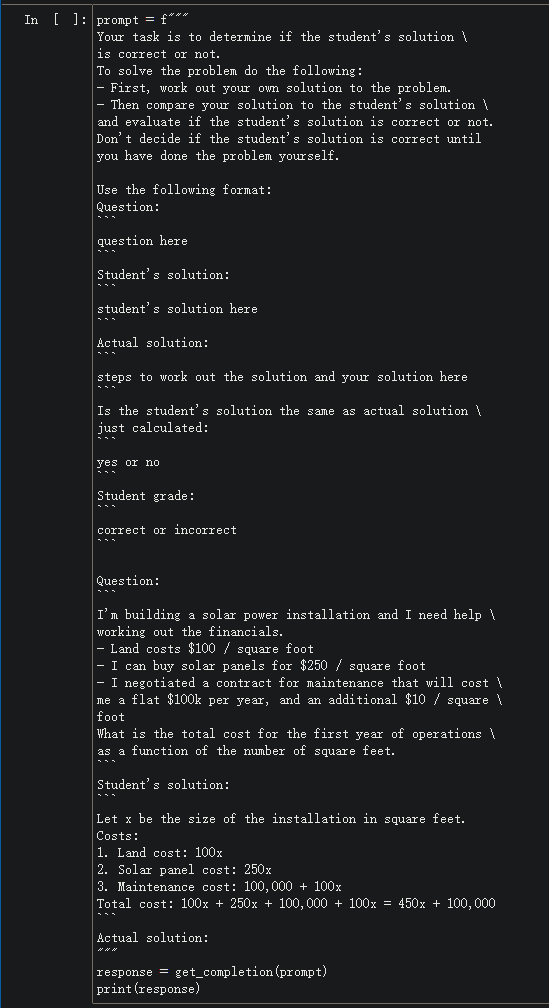 In [ ]: prompt = f"""
Your task is to determine if the student's solution \
is correct or not.
To solve the problem do the following:
- First, work out your own solution to the problem.
- Then compare your solution to the student's solution \
and evaluate if the student's solution is correct or not.
Don't decide if the student's solution is correct until
you have done the problem yourself.

Use the following format:
Question:
```
question here
```
Student's solution:
```
student's solution here
```
Actual solution:
```
steps to work out the solution and your solution here
```
Is the student's solution the same as actual solution \
just calculated:
```
yes or no
```
Student grade:
```
correct or incorrect
```

Question:
```
I'm building a solar power installation and I need help \
working out the financials.
- Land costs $100 / square foot
- I can buy solar panels for $250 / square foot
- I negotiated a contract for maintenance that will cost \
me a flat $100k per year, and an additional $10 / square \
foot
What is the total cost for the first year of operations \
as a function of the number of square feet.
```
Student's solution:
```
Let x be the size of the installation in square feet.
Costs:
1. Land cost: 100x
2. Solar panel cost: 250x
3. Maintenance cost: 100,000 + 100x
Total cost: 100x + 250x + 100,000 + 100x = 450x + 100,000
```
Actual solution:
"""
response = get_completion(prompt)
print(response)